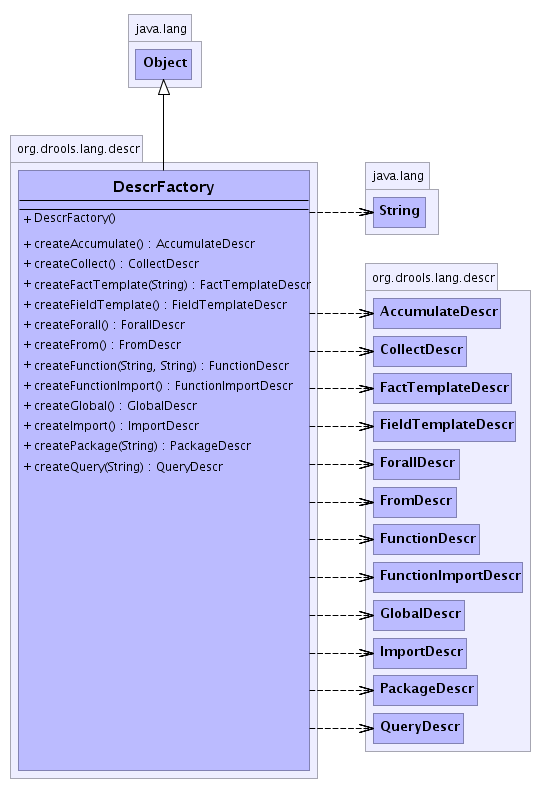 java.lang
Object
org.drools.lang.descr
DescrFactory
+ DescrFactory()
+ createAccumulate() : AccumulateDescr
+ createCollect() : CollectDescr
+ createFactTemplate(String) : FactTemplateDescr
+ createFieldTemplate() : FieldTemplateDescr
+ createForall() : ForallDescr
+ createFrom() : FromDescr
+ createFunction(String, String) : FunctionDescr
+ createFunctionImport() : FunctionImportDescr
+ createGlobal() : GlobalDescr
+ createImport() : ImportDescr
+ createPackage(String) : PackageDescr
+ createQuery(String) : QueryDescr
java.lang
String
org.drools.lang.descr
AccumulateDescr
CollectDescr
FactTemplateDescr
FieldTemplateDescr
ForallDescr
FromDescr
FunctionDescr
FunctionImportDescr
GlobalDescr
ImportDescr
PackageDescr
QueryDescr